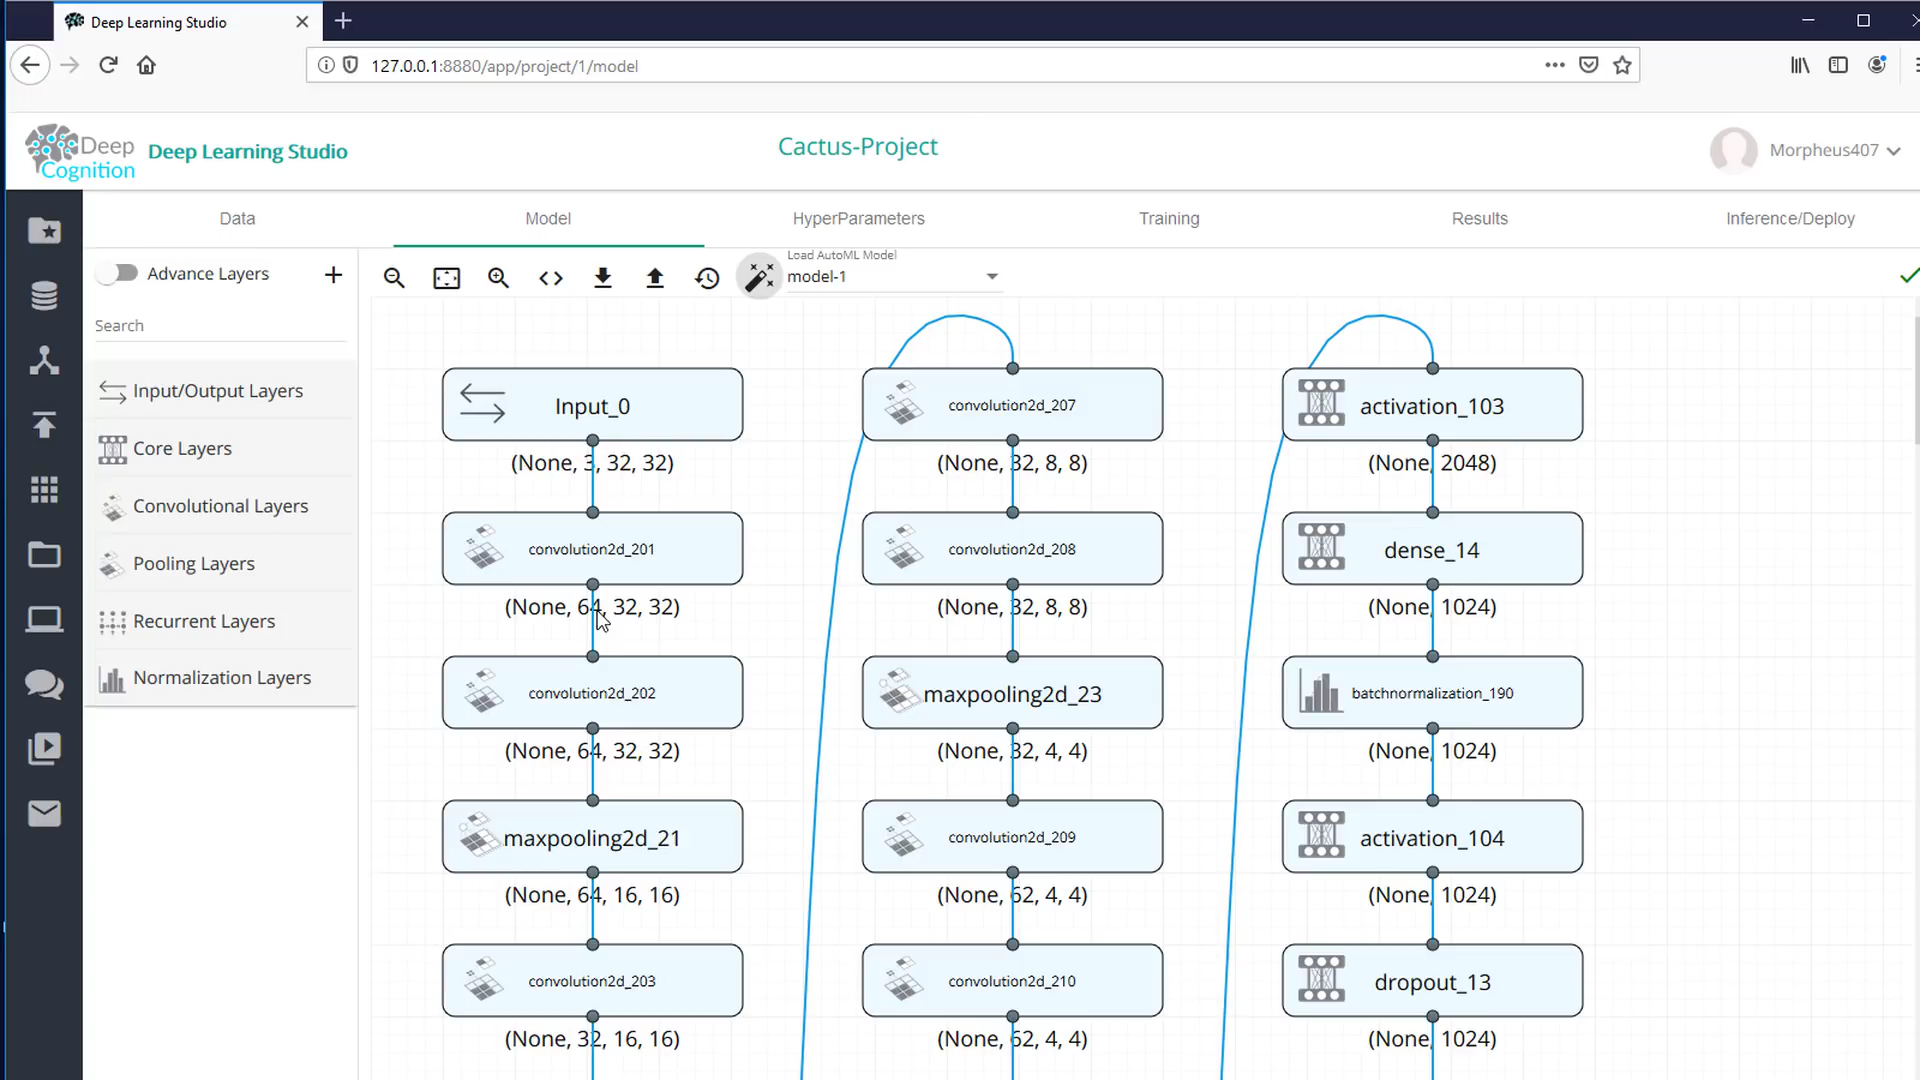 Deep Learning Studio
127.0.0.1:8880/app/project/1/model
Deep
Cognition
Deep Learning Studio
Cactus-Project
Morpheus407
Data
Model
HyperParameters
Training
Results
Inference/Deploy
Advance Layers
Search
Input/Output Layers
Core Layers
Convolutional Layers
Pooling Layers
Recurrent Layers
Normalization Layers
Load AutoML Model
model-1
Input_0
(None, 3, 32, 32)
convolution2d_201
(None, 64, 32, 32)
convolution2d_202
(None, 64, 32, 32)
maxpooling2d_21
(None, 64, 16, 16)
convolution2d_203
(None, 32, 16, 16)
convolution2d_207
(None, 32, 8, 8)
convolution2d_208
(None, 32, 8, 8)
maxpooling2d_23
(None, 32, 4, 4)
convolution2d_209
(None, 62, 4, 4)
convolution2d_210
(None, 62, 4, 4)
activation_103
(None, 2048)
dense_14
(None, 1024)
batchnormalization_190
(None, 1024)
activation_104
(None, 1024)
dropout_13
(None, 1024)